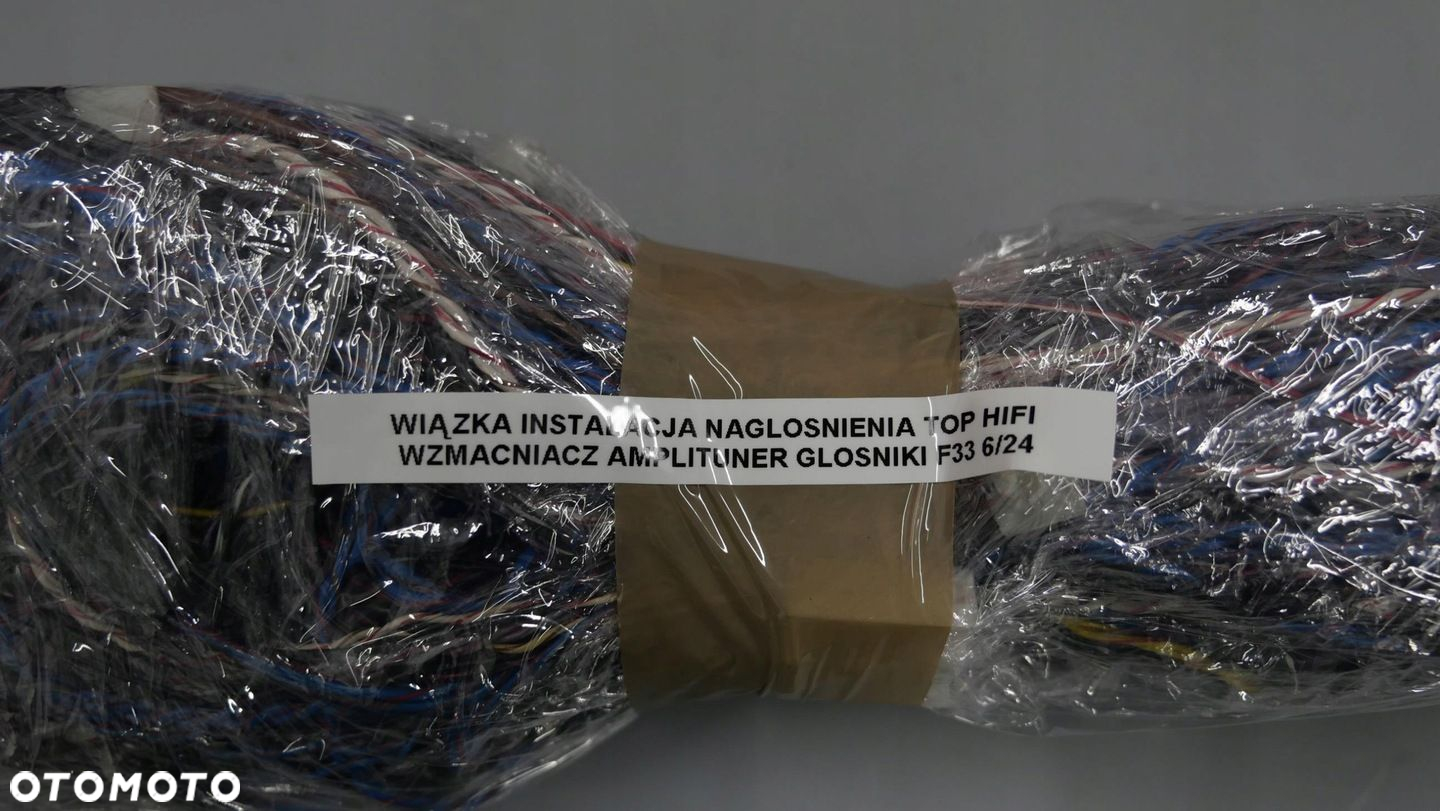 WIĄZKA INSTALACJA NAGLOSNIENIA TOP HIFI
WZMACNIACZ AMPLITUNER GLOSNIKI F33 6/24
OTOMOTO